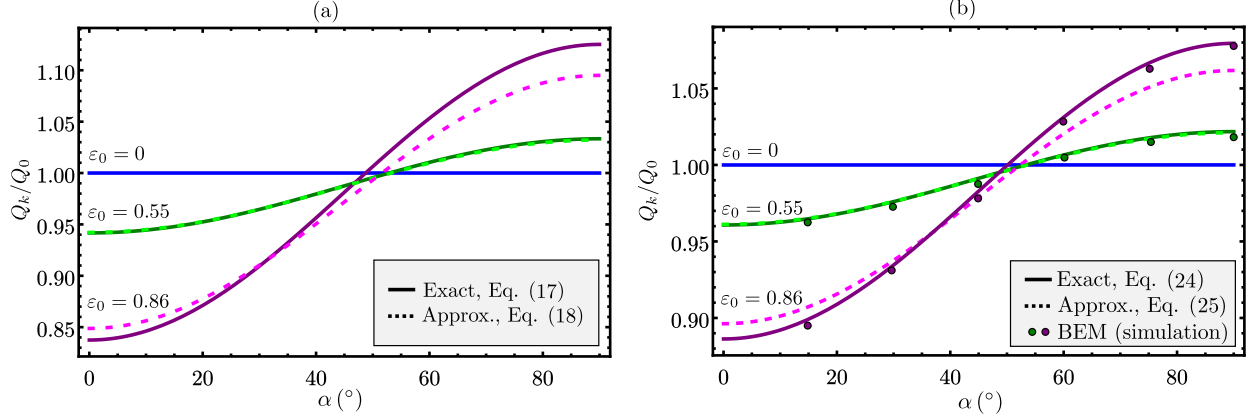 (a)
Q_k/Q_0
1.10
1.05
1.00
0.95
0.90
0.85
ε_0 = 0
ε_0 = 0.55
ε_0 = 0.86
Exact, Eq. (17)
Approx., Eq. (18)
0 20 40 60 80
α (°)
(b)
Q_k/Q_0
1.05
1.00
0.95
0.90
ε_0 = 0
ε_0 = 0.55
ε_0 = 0.86
Exact, Eq. (24)
Approx., Eq. (25)
BEM (simulation)
0 20 40 60 80
α (°)